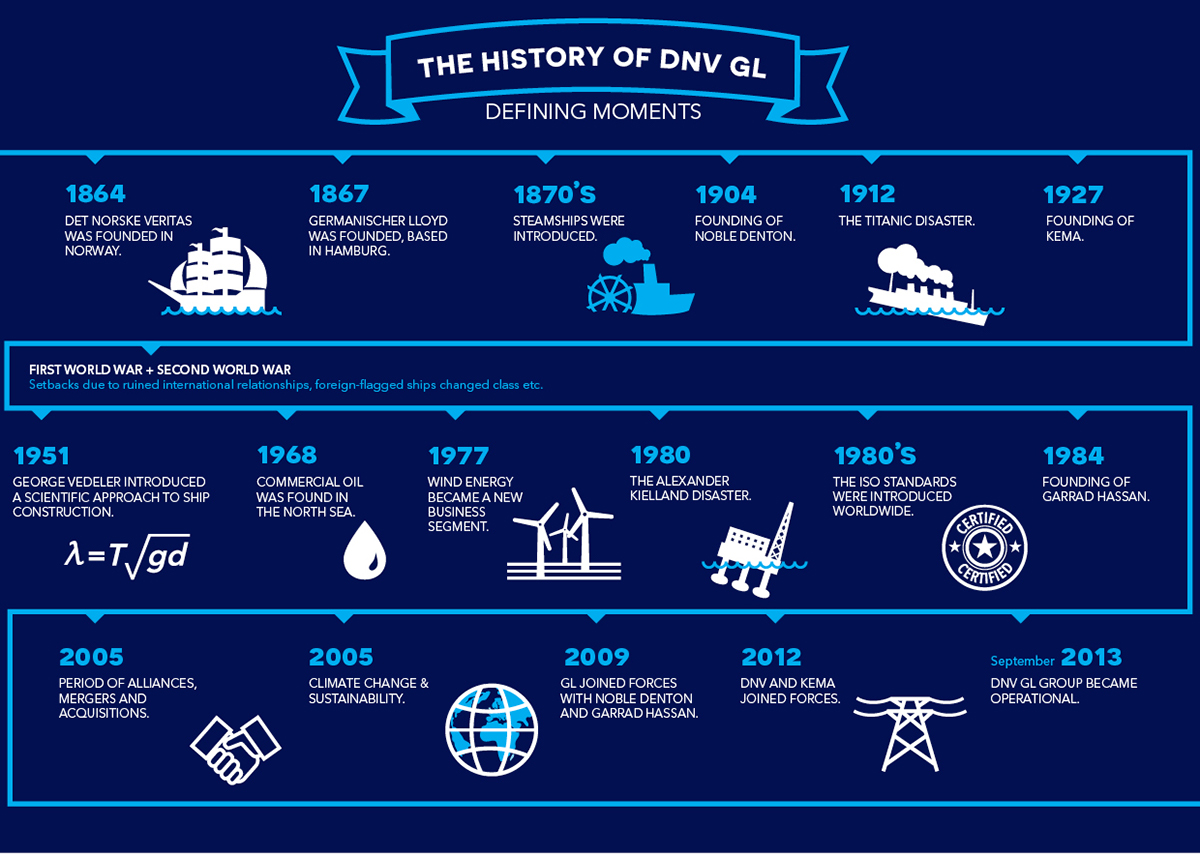 THE HISTORY OF DNV GL
DEFINING MOMENTS
1864
DET NORSKE VERITAS
WAS FOUNDED IN
NORWAY.
1867
GERMANISCHER LLOYD
WAS FOUNDED, BASED
IN HAMBURG.
1870'S
STEAMSHIPS WERE
INTRODUCED.
1904
FOUNDING OF
NOBLE DENTON.
1912
THE TITANIC DISASTER.
1927
FOUNDING OF
KEMA.
FIRST WORLD WAR + SECOND WORLD WAR
Setbacks due to ruined international relationships, foreign-flagged ships changed class etc.
1951
GEORGE VEDELER INTRODUCED
A SCIENTIFIC APPROACH TO SHIP
CONSTRUCTION.
λ=T√gd
1968
COMMERCIAL OIL
WAS FOUND IN
THE NORTH SEA.
1977
WIND ENERGY
BECAME A NEW
BUSINESS
SEGMENT.
1980
THE ALEXANDER
KIELLAND DISASTER.
1980'S
THE ISO STANDARDS
WERE INTRODUCED
WORLDWIDE.
CERTIFIED
CERTIFIED
1984
FOUNDING OF
GARRAD HASSAN.
2005
PERIOD OF ALLIANCES,
MERGERS AND
ACQUISITIONS.
2005
CLIMATE CHANGE &
SUSTAINABILITY.
2009
GL JOINED FORCES
WITH NOBLE DENTON
AND GARRAD HASSAN.
2012
DNV AND KEMA
JOINED FORCES.
September 2013
DNV GL GROUP BECAME
OPERATIONAL.